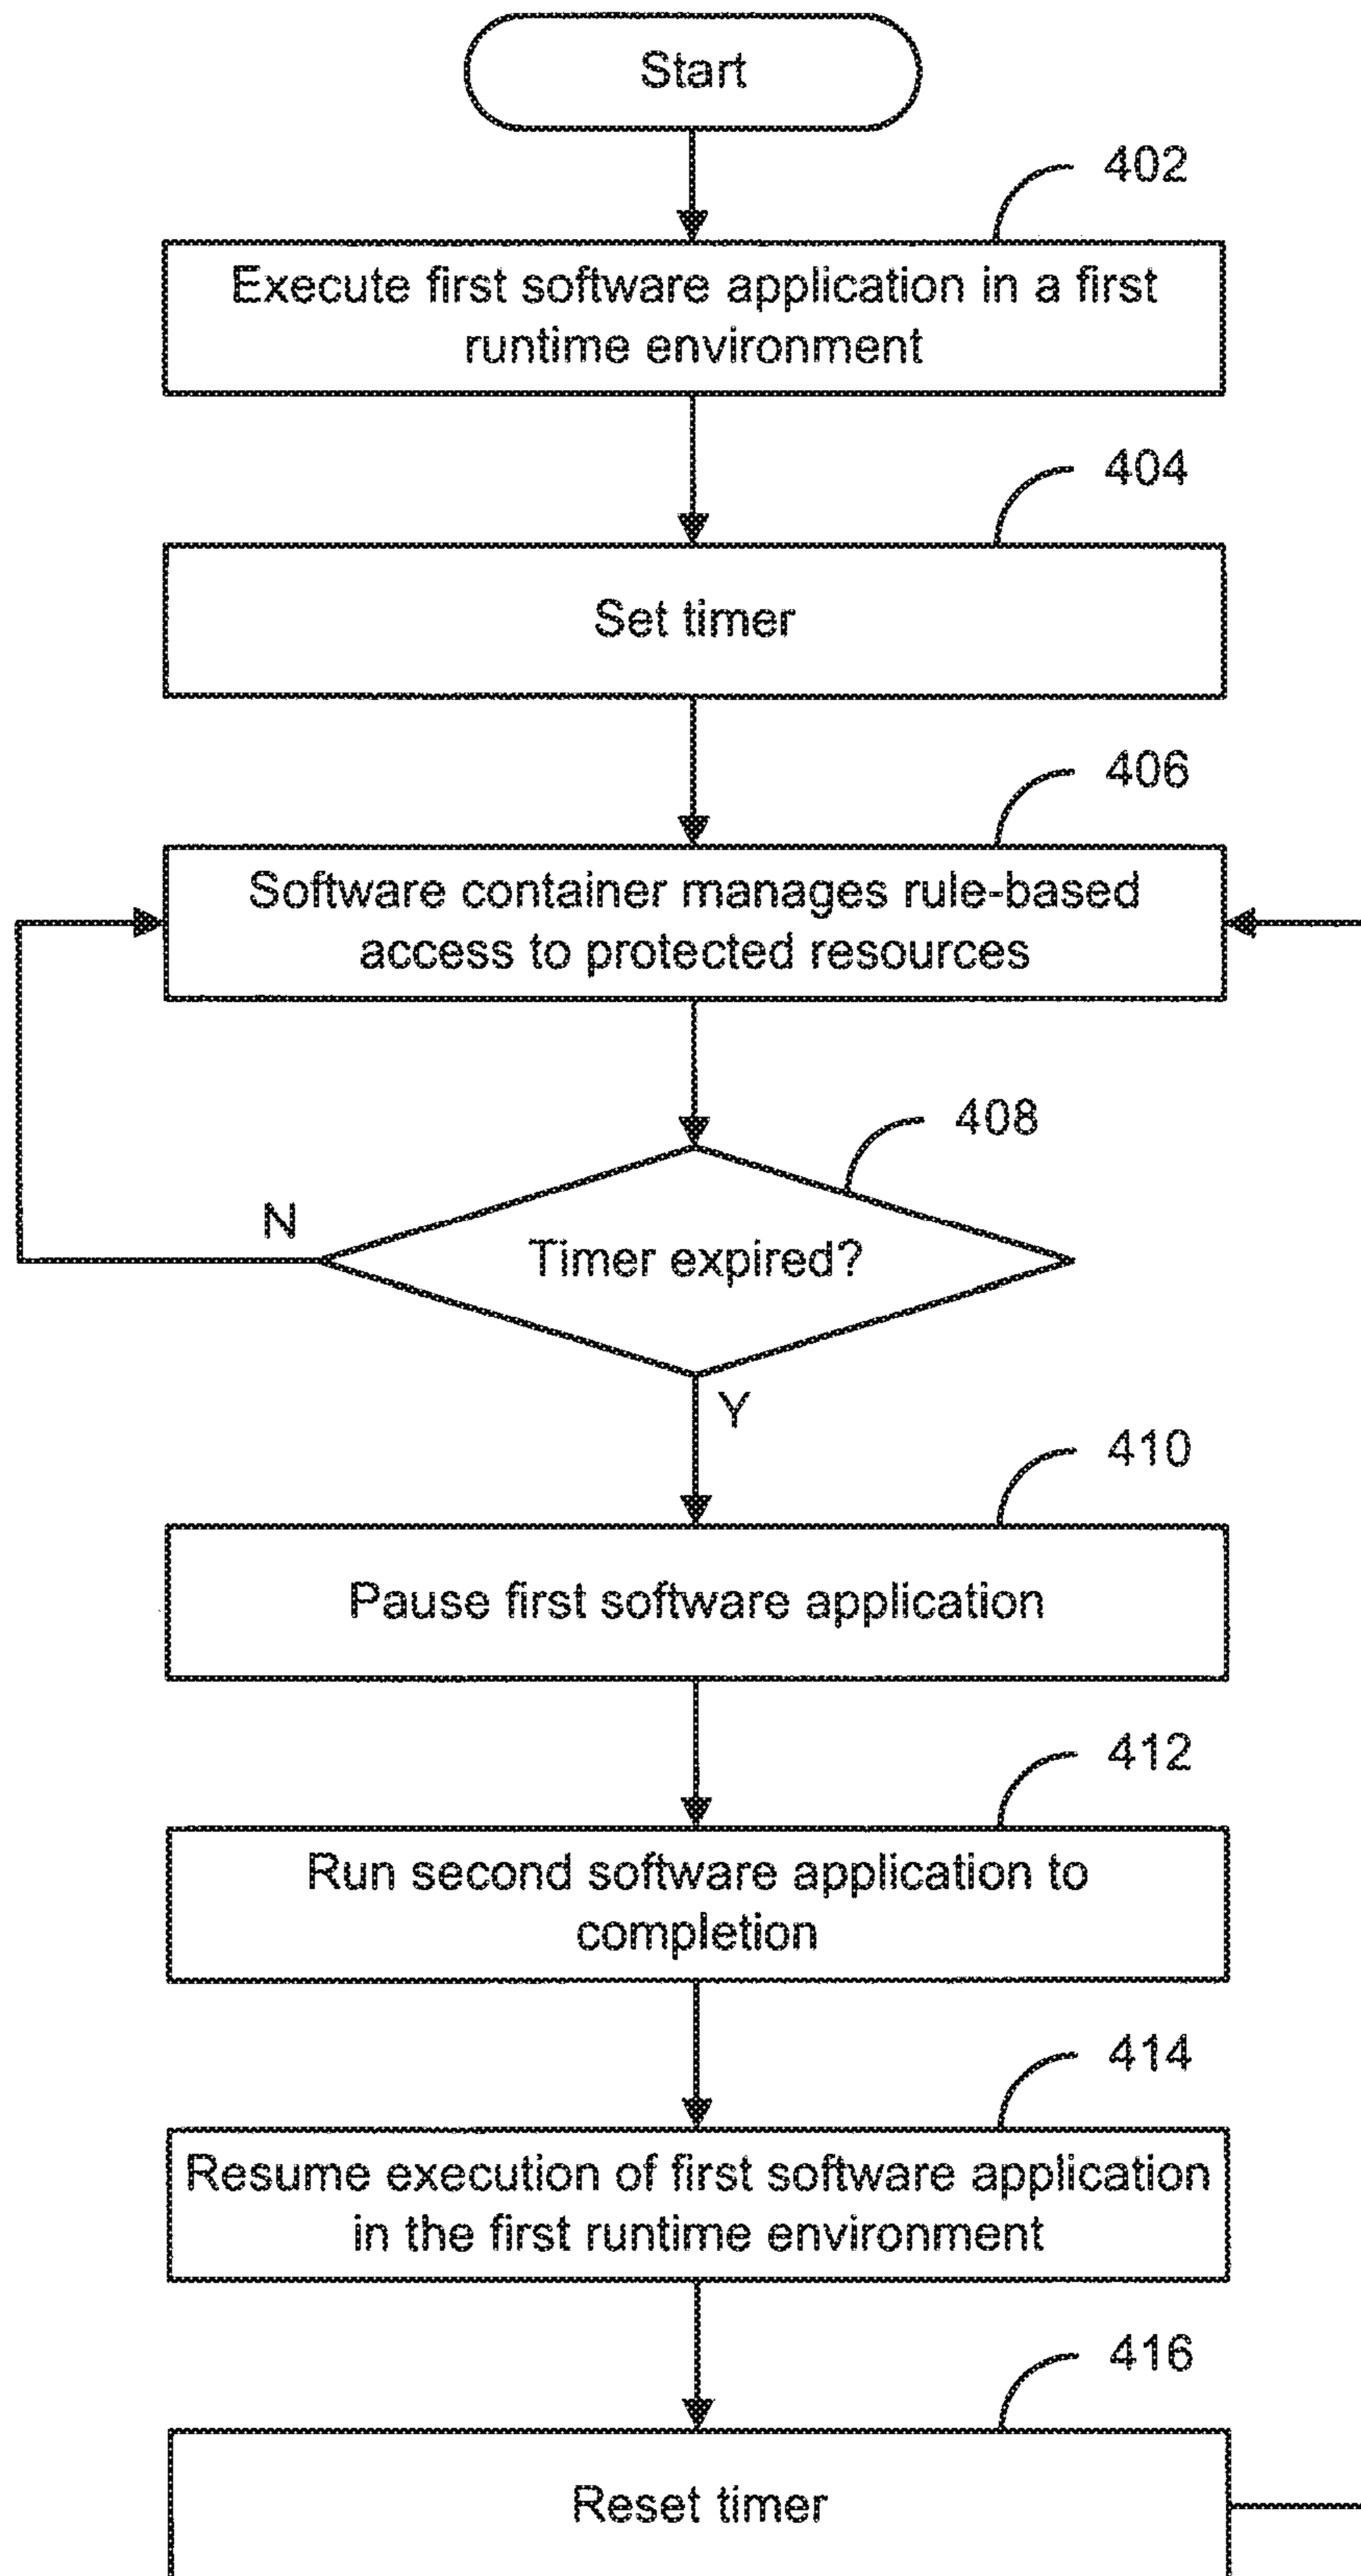 Start
402
Execute first software application in a first
runtime environment
404
Set timer
406
Software container manages rule-based
access to protected resources
408
N
Timer expired?
Y
410
Pause first software application
412
Run second software application to
completion
414
Resume execution of first software application
in the first runtime environment
416
Reset timer